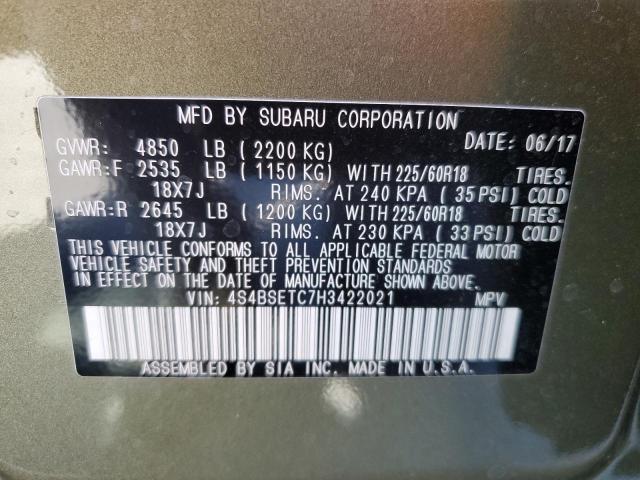 MFD BY SUBARU CORPORATION
GVWR: 4850 LB ( 2200 KG) DATE: 06/17
GAWR:F 2535 LB ( 1150 KG) WITH 225/60R18 TIRES.
18X7J RIMS. AT 240 KPA ( 35 PSI) COLD
GAWR:R 2645 LB ( 1200 KG) WITH 225/60R18 TIRES.
18X7J RIMS. AT 230 KPA ( 33 PSI) COLD
THIS VEHICLE CONFORMS TO ALL APPLICABLE FEDERAL MOTOR
VEHICLE SAFETY AND THEFT PREVENTION STANDARDS
IN EFFECT ON THE DATE OF MANUFACTURE SHOWN ABOVE.
VIN: 4S4BSETC7H3422021 MPV
ASSEMBLED BY SIA INC. MADE IN U.S.A.